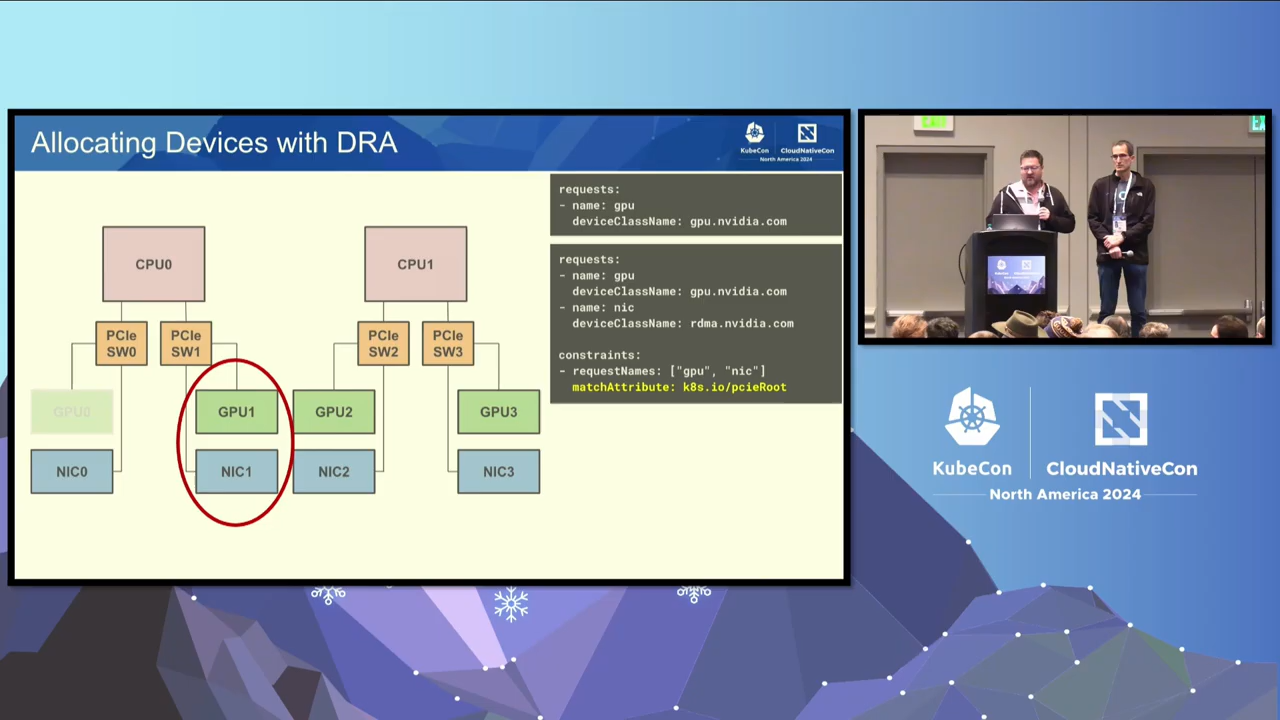 Allocating Devices with DRA
KubeCon
CloudNativeCon
North America 2024
requests:
- name: gpu
deviceClassName: gpu.nvidia.com
requests:
- name: gpu
deviceClassName: gpu.nvidia.com
- name: nic
deviceClassName: rdma.nvidia.com
constraints:
- requestNames: ["gpu", "nic"]
matchAttribute: k8s.io/pcieRoot
CPU0
CPU1
PCIe
SW0
PCIe
SW1
PCIe
SW2
PCIe
SW3
GPU0
GPU1
GPU2
GPU3
NIC0
NIC1
NIC2
NIC3
EXIT
KubeCon
CloudNativeCon
North America 2024